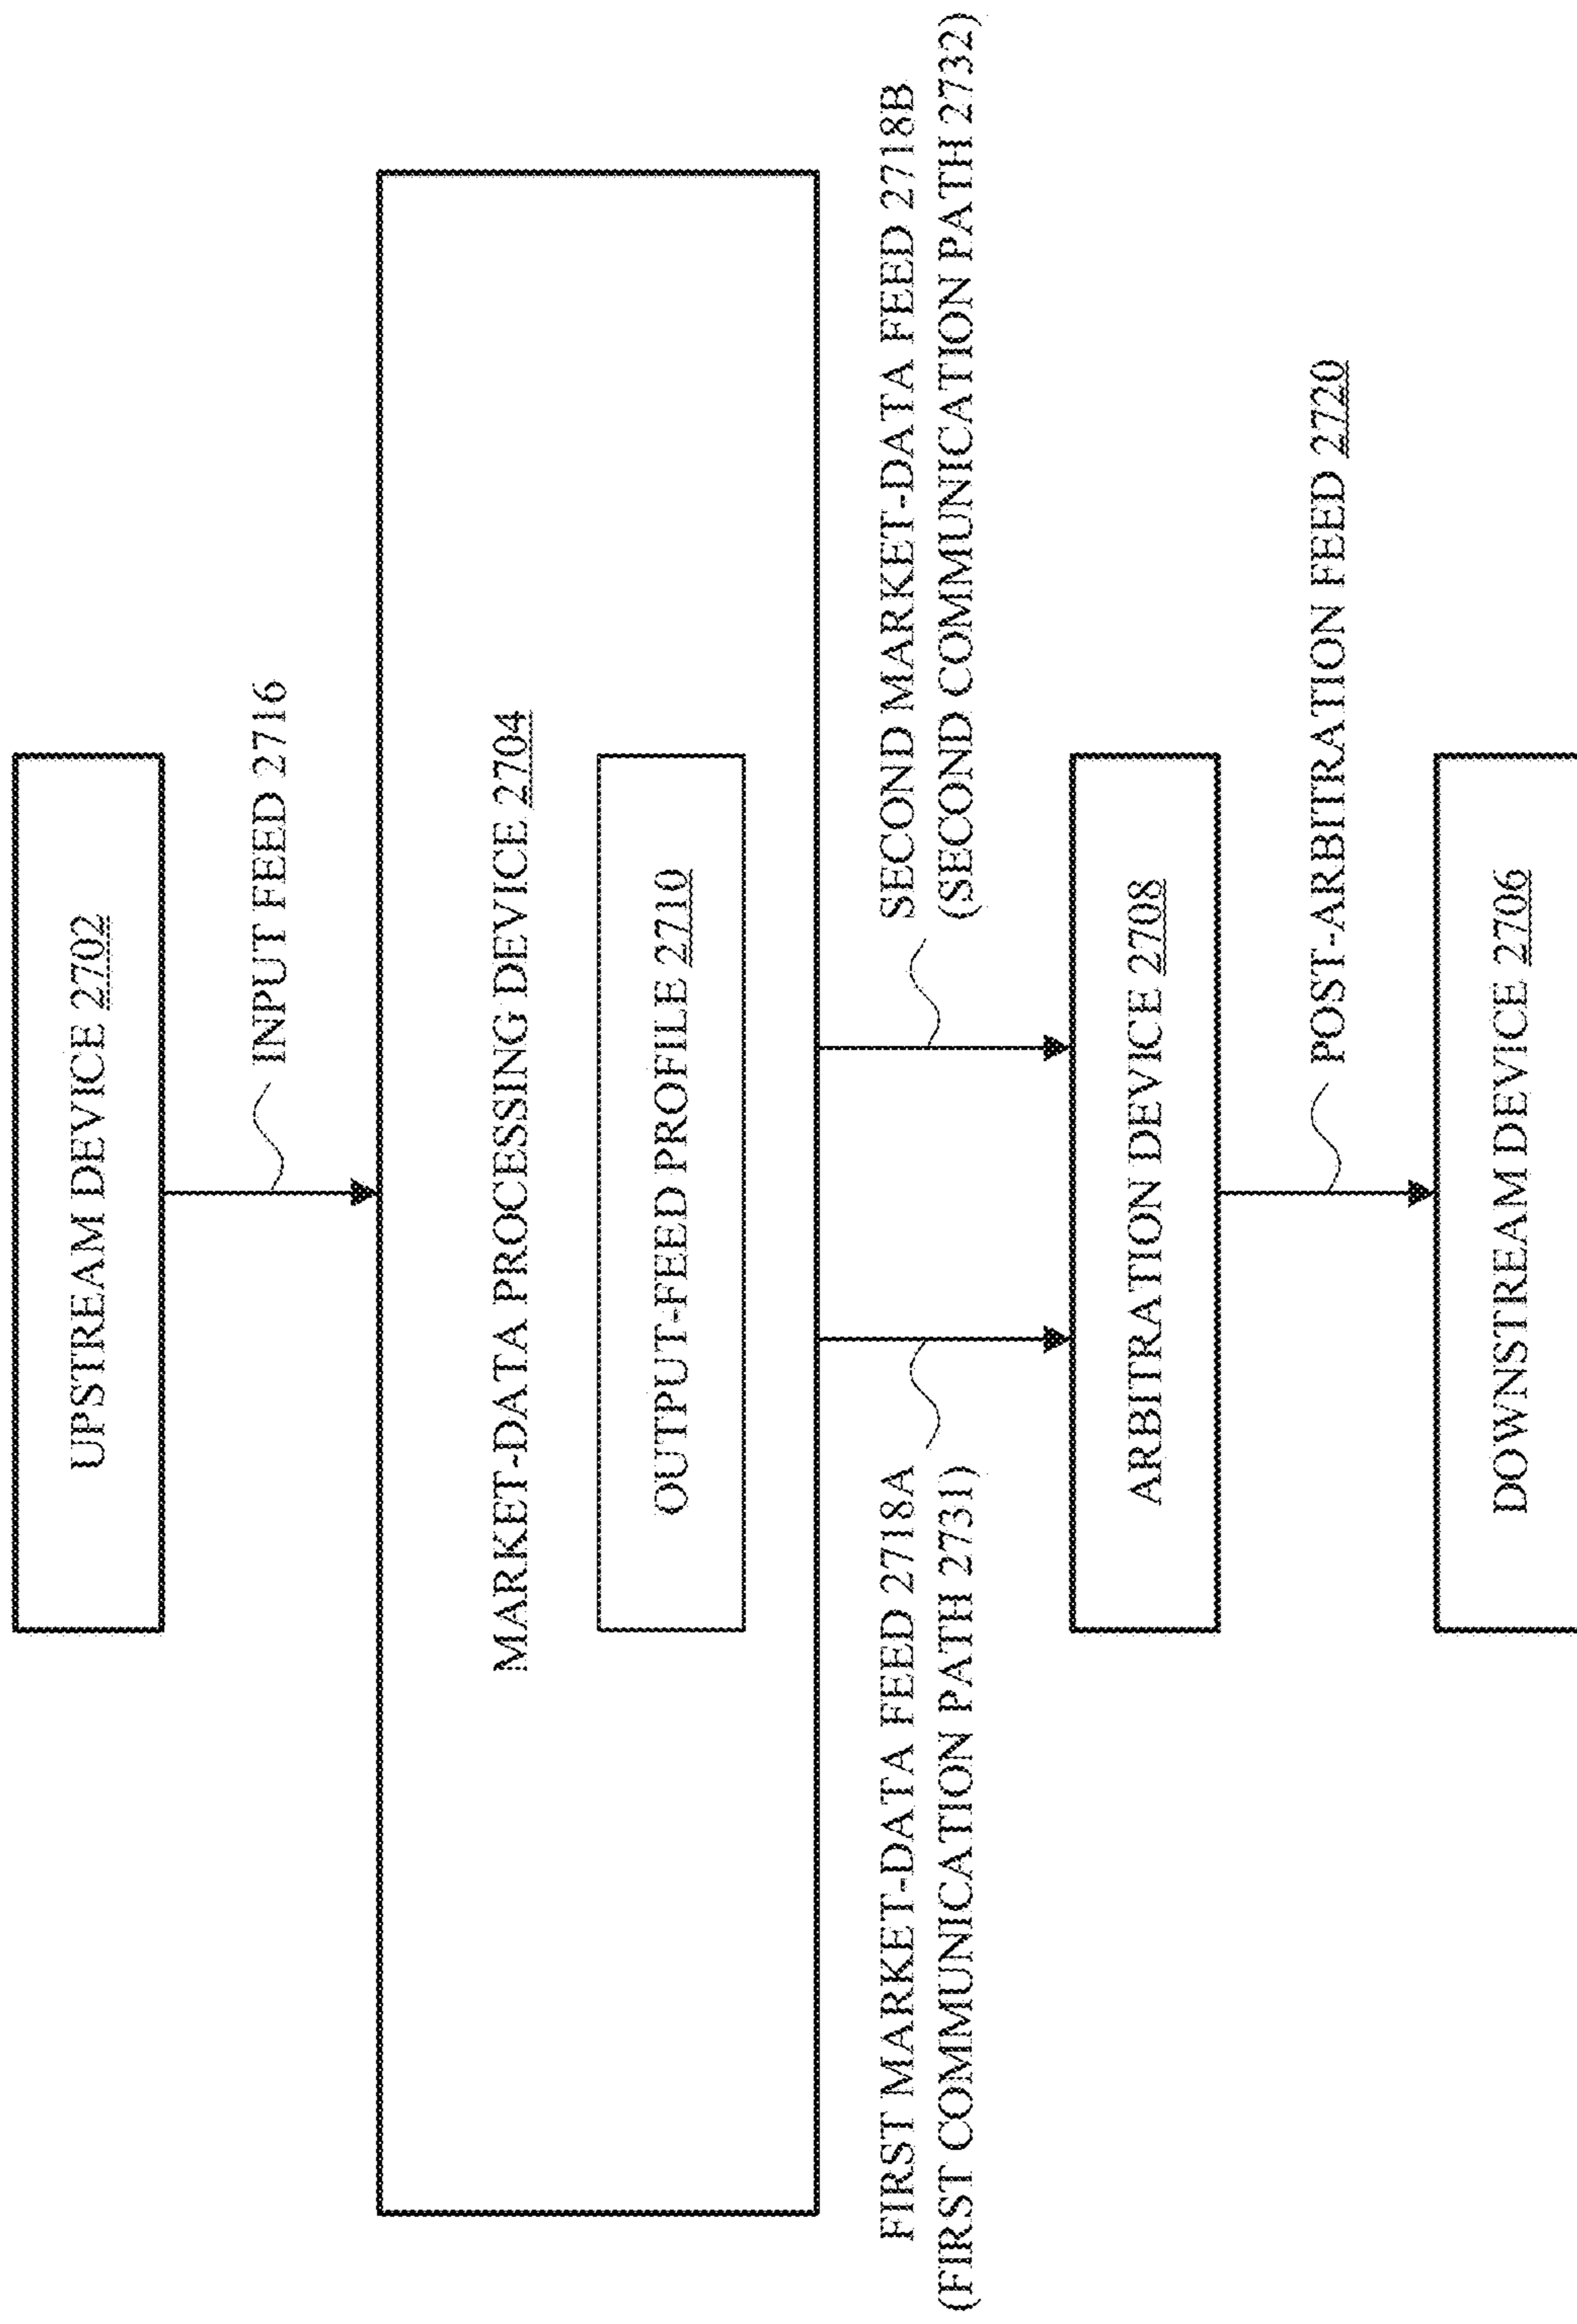 UPSTREAM DEVICE 2702
INPUT FEED 2716
MARKET-DATA PROCESSING DEVICE 2704
OUTPUT-FEED PROFILE 2710
FIRST MARKET-DATA FEED 2718A
(FIRST COMMUNICATION PATH 2731)
SECOND MARKET-DATA FEED 2718B
(SECOND COMMUNICATION PATH 2732)
ARBITRATION DEVICE 2708
POST-ARBITRATION FEED 2720
DOWNSTREAM DEVICE 2706